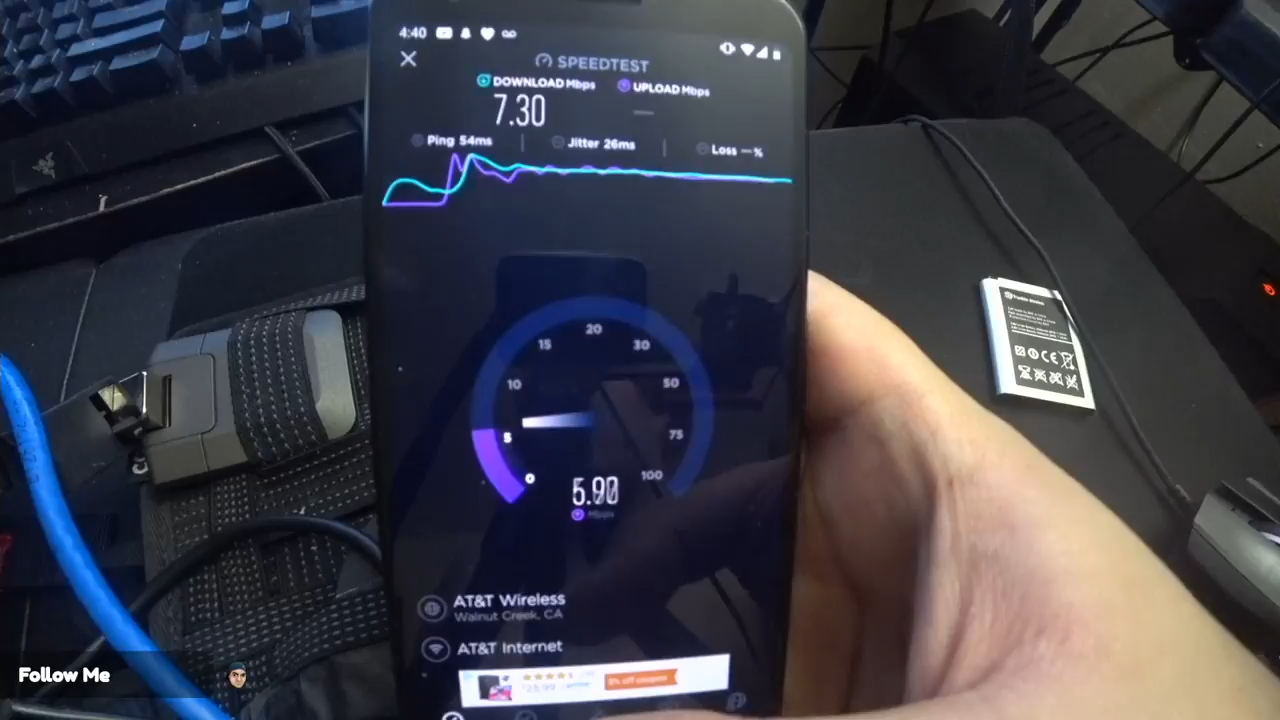 4:40
SPEEDTEST
DOWNLOAD Mbps UPLOAD Mbps
7.30 —
Ping 54ms Jitter 26ms Loss — %
20
15 30
10 50
5 75
0 100
5.90
Mbps
AT&T Wireless
Walnut Creek, CA
AT&T Internet
Follow Me